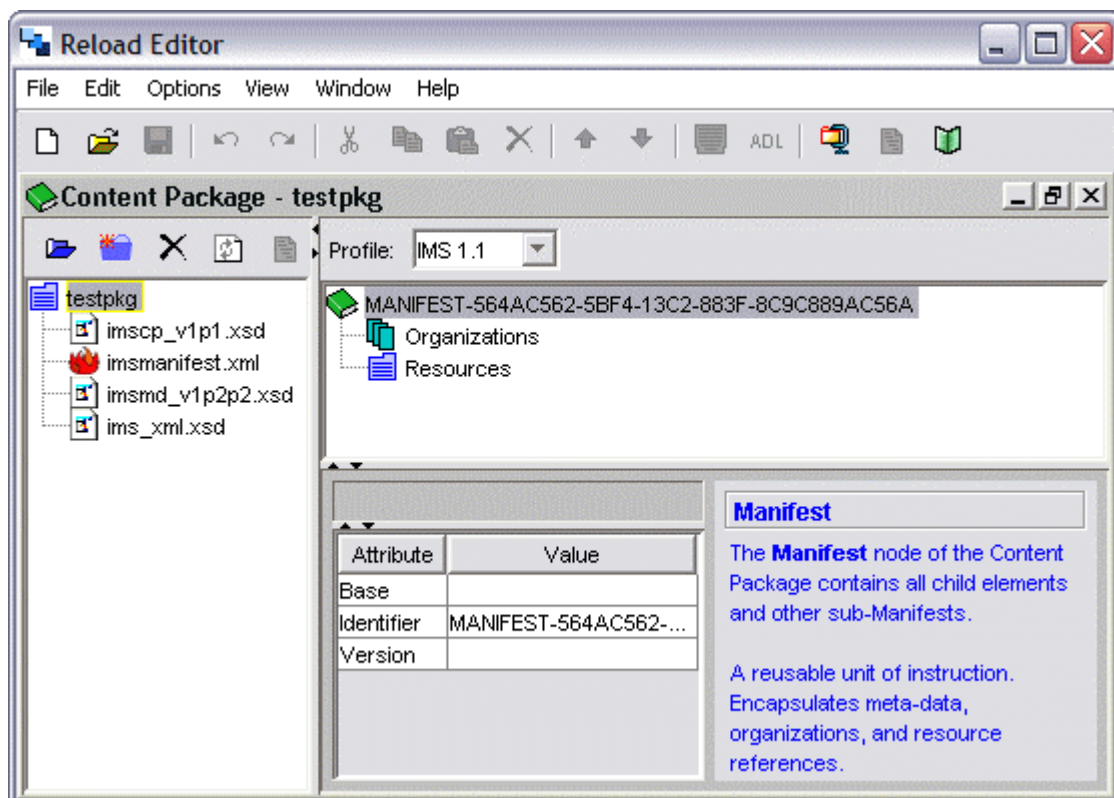 Reload Editor
File Edit Options View Window Help
ADL
Content Package - testpkg
Profile: IMS 1.1
testpkg
imscp_v1p1.xsd
imsmanifest.xml
imsmd_v1p2p2.xsd
ims_xml.xsd
MANIFEST-564AC562-5BF4-13C2-883F-8C9C889AC56A
Organizations
Resources
Attribute Value
Base
Identifier MANIFEST-564AC562-...
Version
Manifest
The Manifest node of the Content
Package contains all child elements
and other sub-Manifests.
A reusable unit of instruction.
Encapsulates meta-data,
organizations, and resource
references.